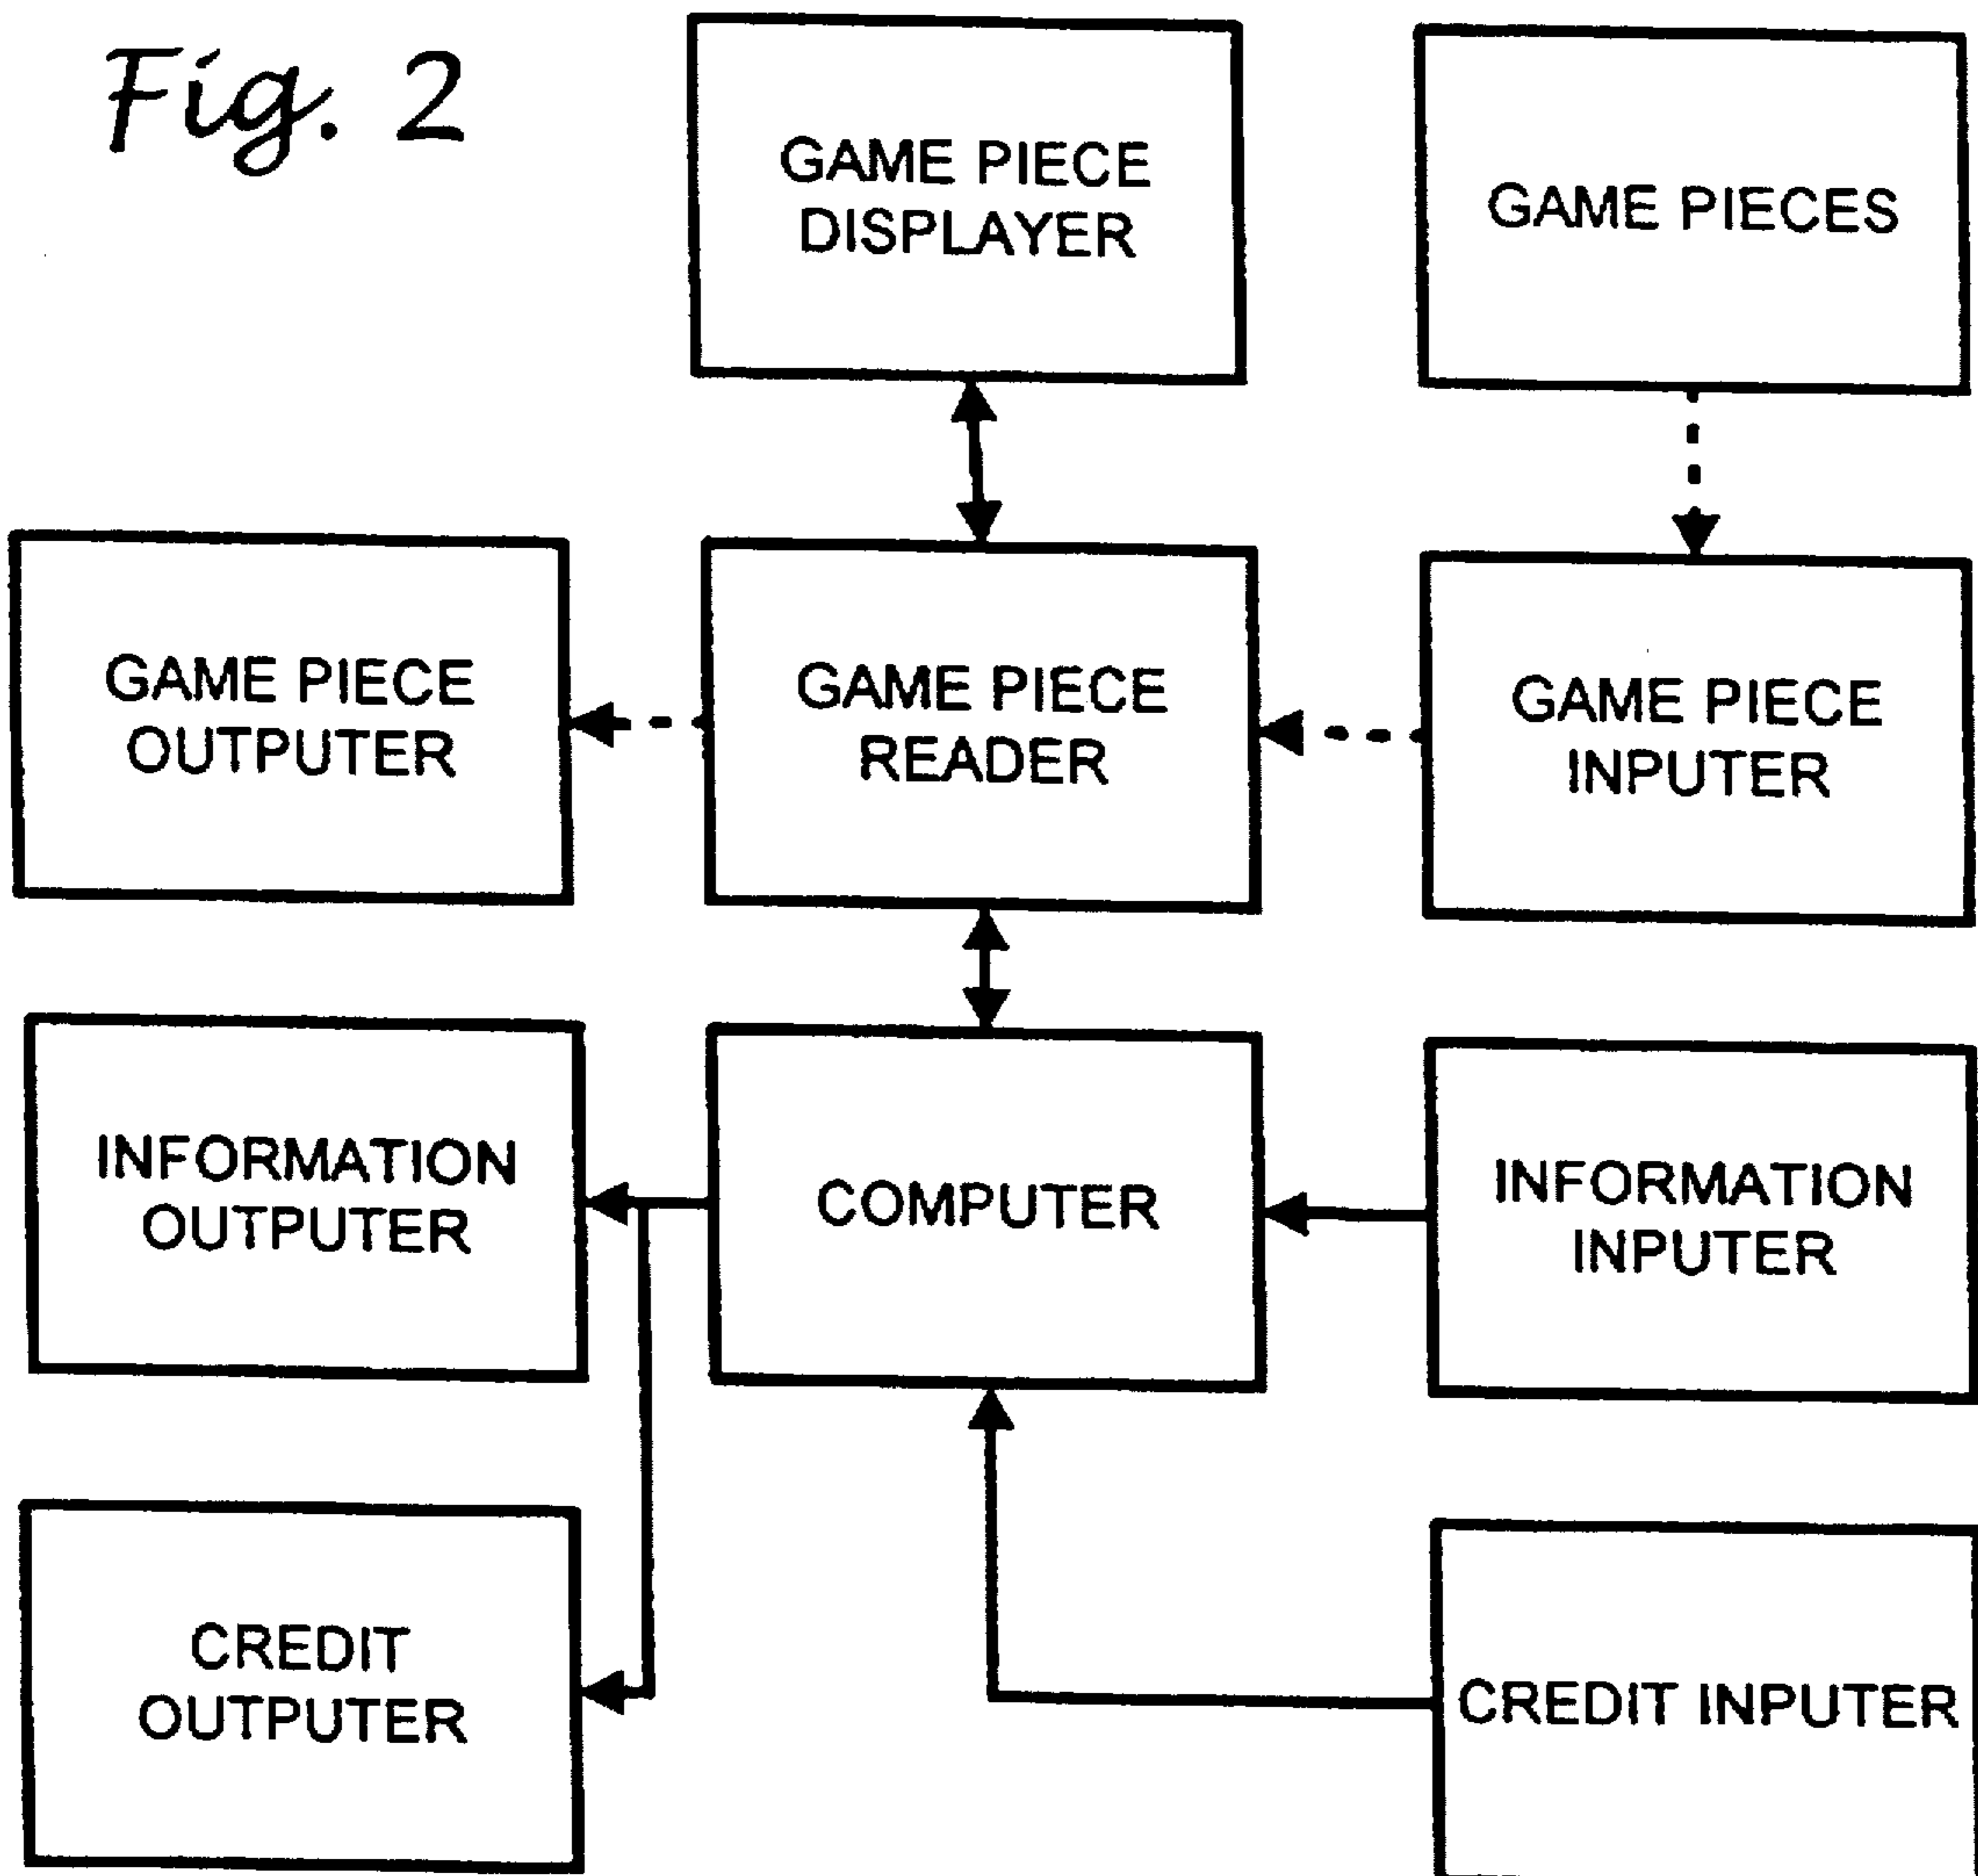 Fig. 2
GAME PIECE
DISPLAYER
GAME PIECES
GAME PIECE
OUTPUTER
GAME PIECE
READER
GAME PIECE
INPUTER
INFORMATION
OUTPUTER
COMPUTER
INFORMATION
INPUTER
CREDIT
OUTPUTER
CREDIT INPUTER